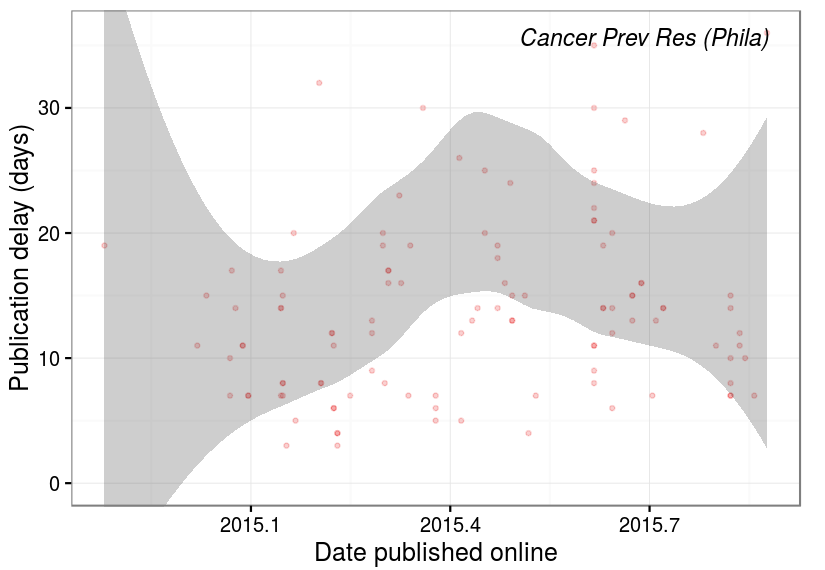 Cancer Prev Res (Phila)
Publication delay (days)
30
20
10
0
2015.1
2015.4
2015.7
Date published online